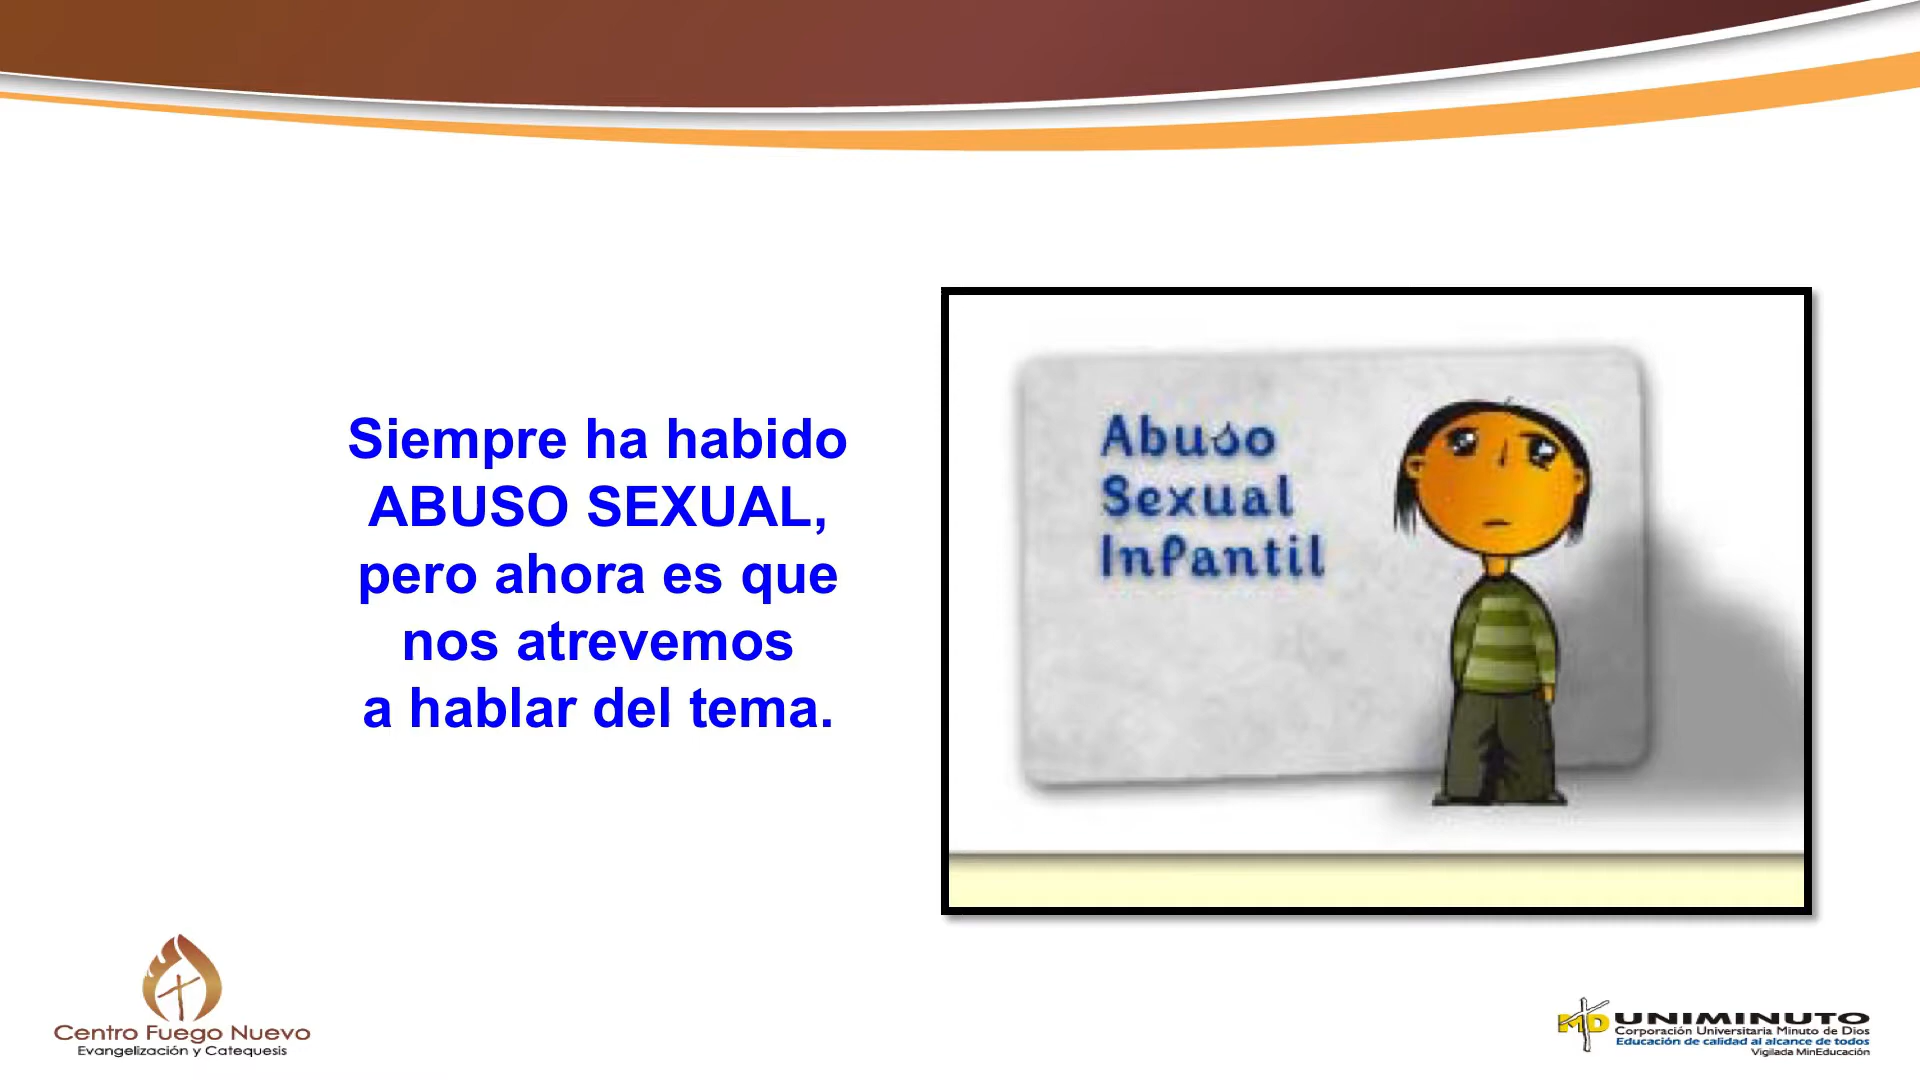 Siempre ha habido
ABUSO SEXUAL,
pero ahora es que
nos atrevemos
a hablar del tema.
Abuso
Sexual
Infantil
Centro Fuego Nuevo
Evangelización y Catequesis
MD UNIMINUTO
Corporación Universitaria Minuto de Dios
Educación de calidad al alcance de todos
Vigilada MinEducación